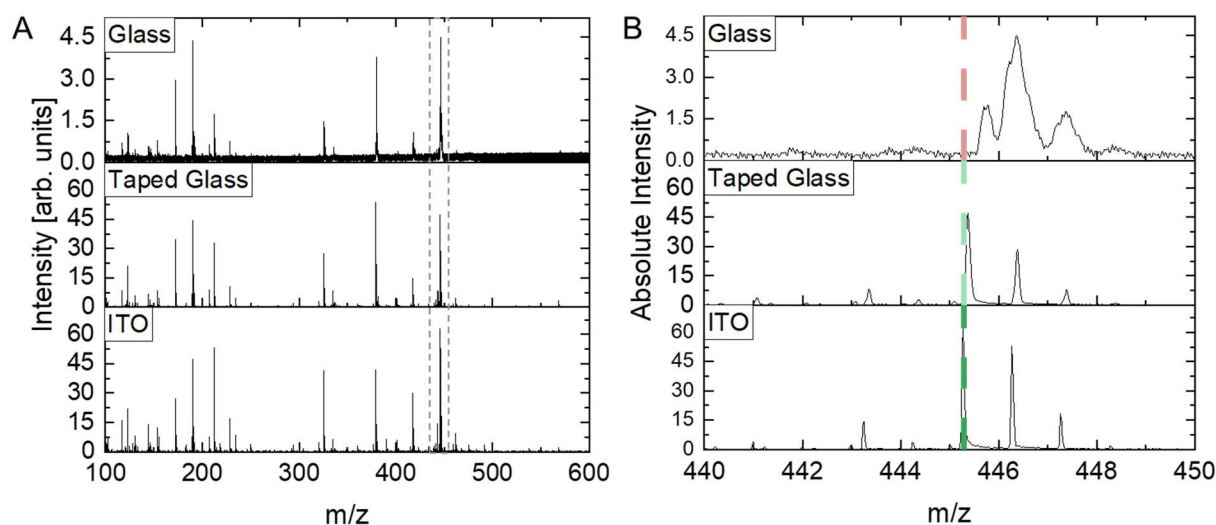 A
B
Intensity [arb. units]
Glass
4.5
3.0
1.5
0.0
Taped Glass
60
45
30
15
0
ITO
60
45
30
15
0
100 200 300 400 500 600
m/z
Absolute Intensity
Glass
4.5
3.0
1.5
0.0
Taped Glass
60
45
30
15
0
ITO
60
45
30
15
0
440 442 444 446 448 450
m/z